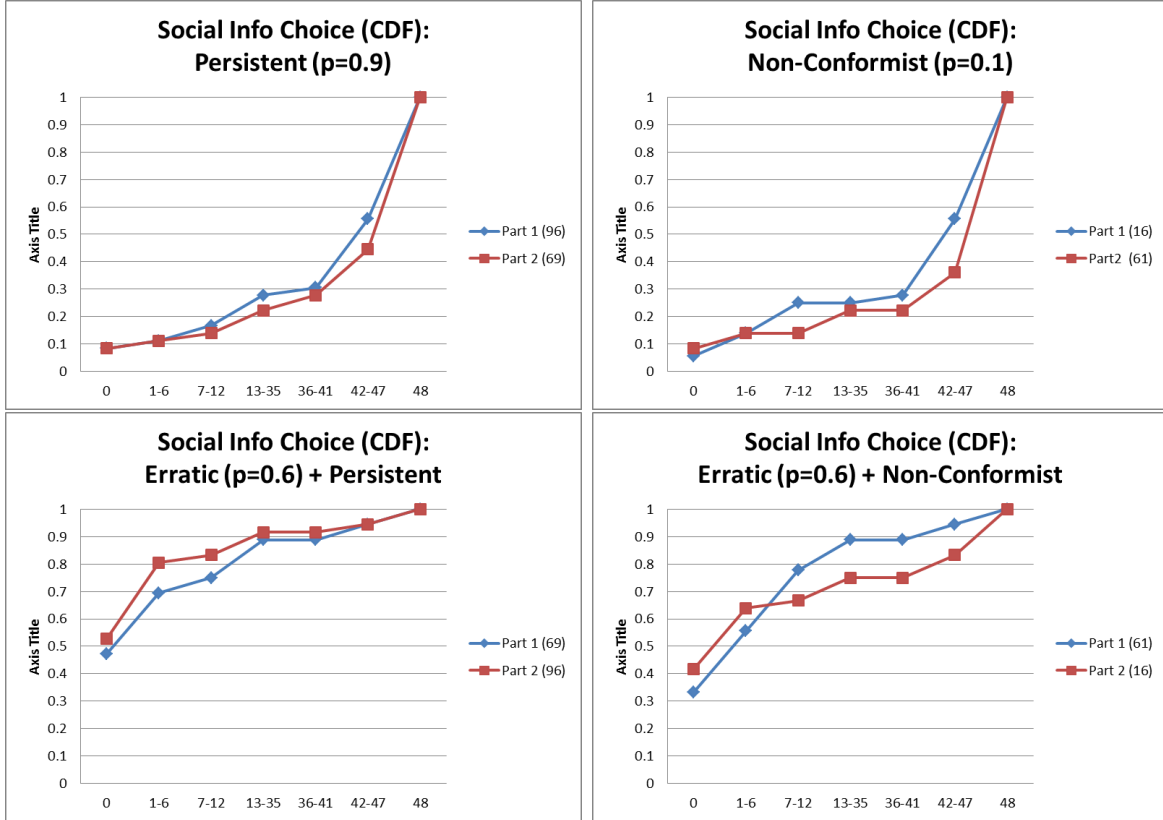 Social Info Choice (CDF):
Persistent (p=0.9)
1
0.9
0.8
0.7
0.6
0.5
0.4
0.3
0.2
0.1
0
Axis Title
0 1-6 7-12 13-35 36-41 42-47 48
Part 1 (96)
Part 2 (69)
Social Info Choice (CDF):
Non-Conformist (p=0.1)
1
0.9
0.8
0.7
0.6
0.5
0.4
0.3
0.2
0.1
0
Axis Title
0 1-6 7-12 13-35 36-41 42-47 48
Part 1 (16)
Part2 (61)
Social Info Choice (CDF):
Erratic (p=0.6) + Persistent
1
0.9
0.8
0.7
0.6
0.5
0.4
0.3
0.2
0.1
0
Axis Title
0 1-6 7-12 13-35 36-41 42-47 48
Part 1 (69)
Part 2 (96)
Social Info Choice (CDF):
Erratic (p=0.6) + Non-Conformist
1
0.9
0.8
0.7
0.6
0.5
0.4
0.3
0.2
0.1
0
Axis Title
0 1-6 7-12 13-35 36-41 42-47 48
Part 1 (61)
Part 2 (16)